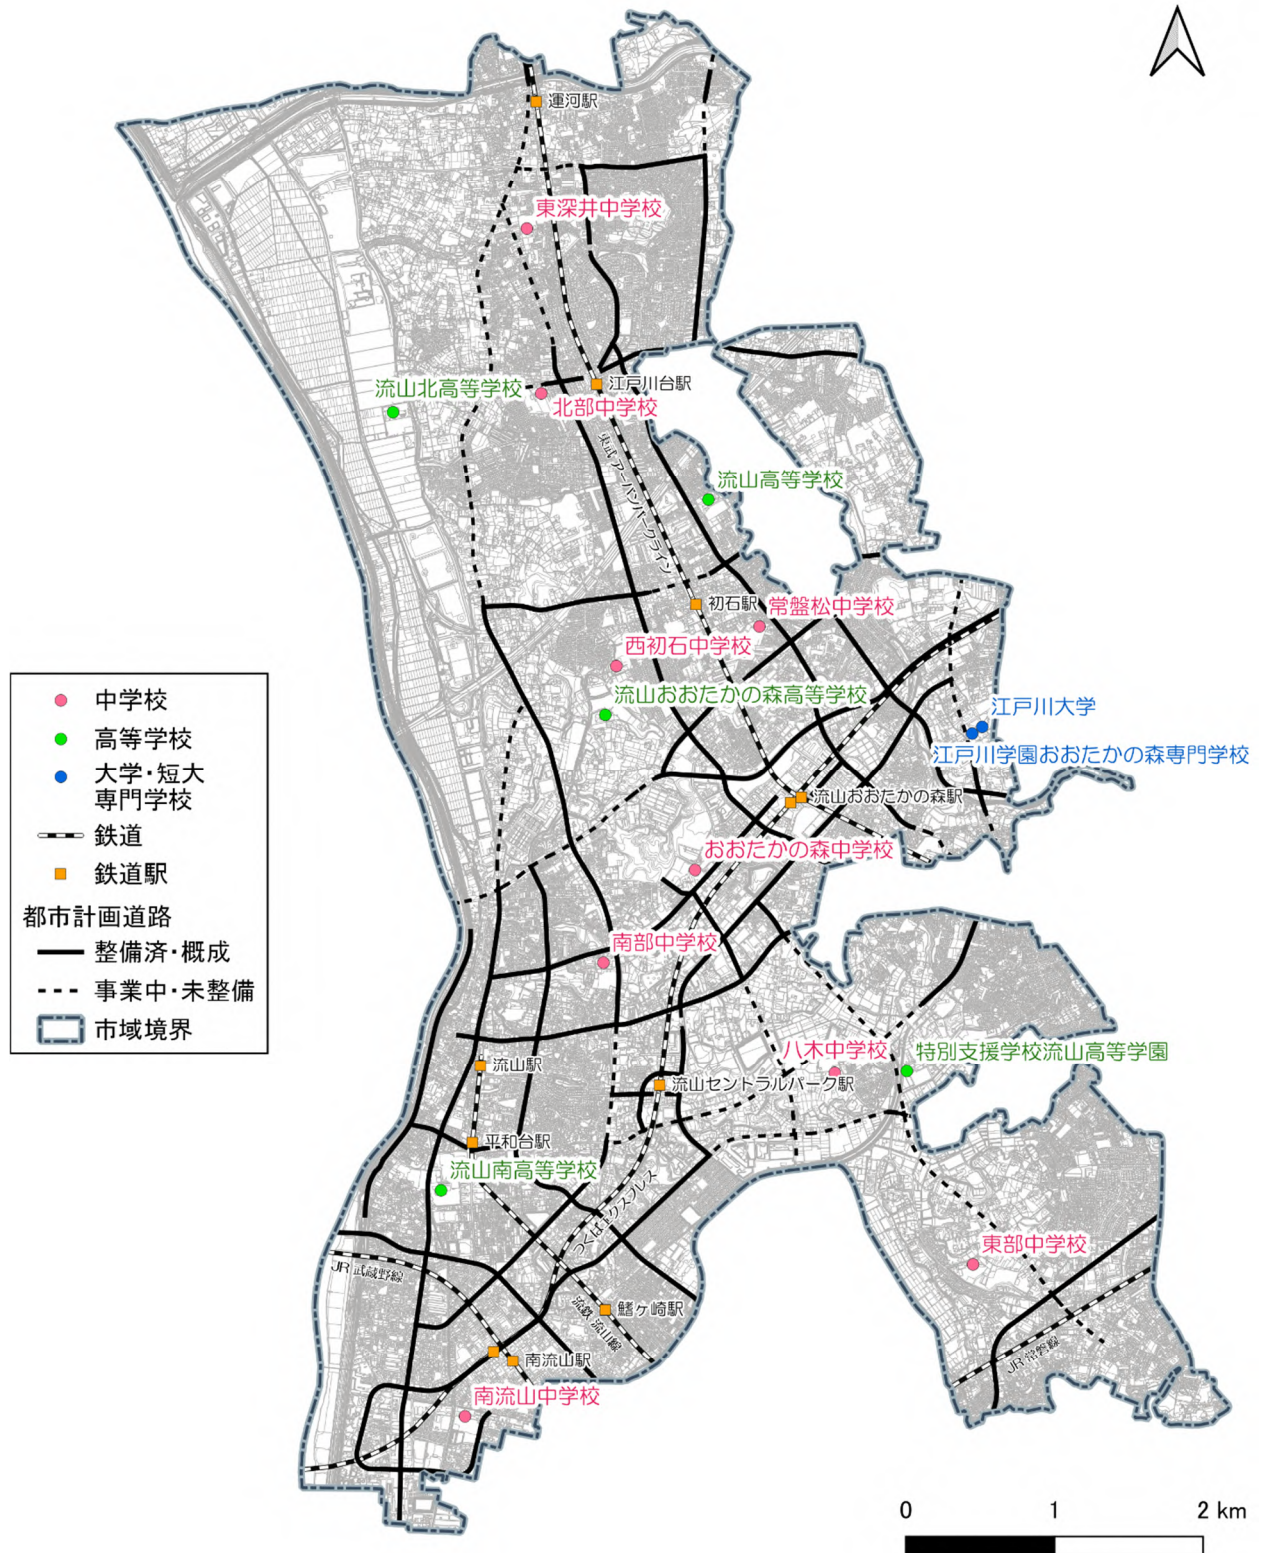 運河駅
東深井中学校
江戸川台駅
流山北高等学校
北部中学校
東武アーバンパークライン
流山高等学校
初石駅
常盤松中学校
西初石中学校
流山おおたかの森高等学校
江戸川大学
江戸川学園おおたかの森専門学校
流山おおたかの森駅
おおたかの森中学校
南部中学校
八木中学校
特別支援学校流山高等学園
流山駅
流山セントラルパーク駅
平和台駅
流山南高等学校
つくばエクスプレス
東部中学校
JR 武蔵野線
鰭ヶ崎駅
流鉄 流山線
南流山駅
JR 常磐線
南流山中学校
中学校
高等学校
大学・短大
専門学校
鉄道
鉄道駅
都市計画道路
整備済・概成
事業中・未整備
市域境界
0 1 2 km